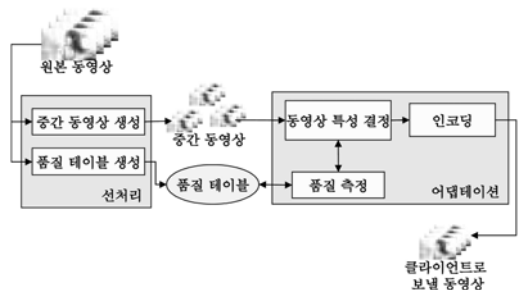 원본 동영상
중간 동영상 생성
품질 테이블 생성
선처리
중간 동영상
품질 테이블
동영상 특성 결정
인코딩
품질 측정
어댑테이션
클라이언트로
보낼 동영상